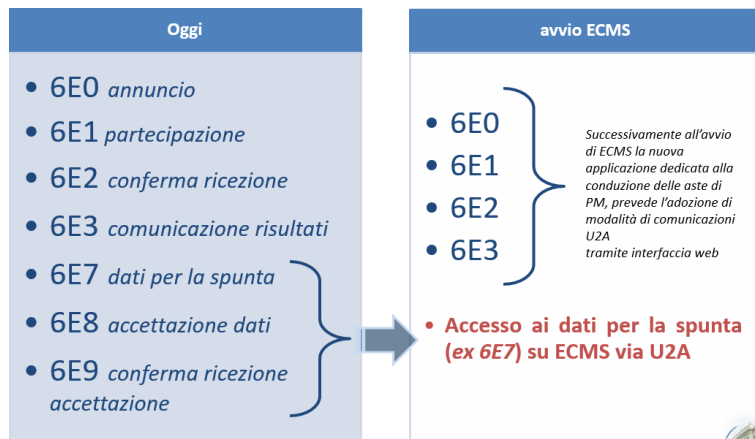 Oggi
• 6E0 annuncio
• 6E1 partecipazione
• 6E2 conferma ricezione
• 6E3 comunicazione risultati
• 6E7 dati per la spunta
• 6E8 accettazione dati
• 6E9 conferma ricezione
accettazione
avvio ECMS
• 6E0
• 6E1
• 6E2
• 6E3
Successivamente all'avvio
di ECMS la nuova
applicazione dedicata alla
conduzione delle aste di
PM, prevede l'adozione di
modalità di comunicazioni
U2A
tramite interfaccia web
• Accesso ai dati per la spunta
(ex 6E7) su ECMS via U2A